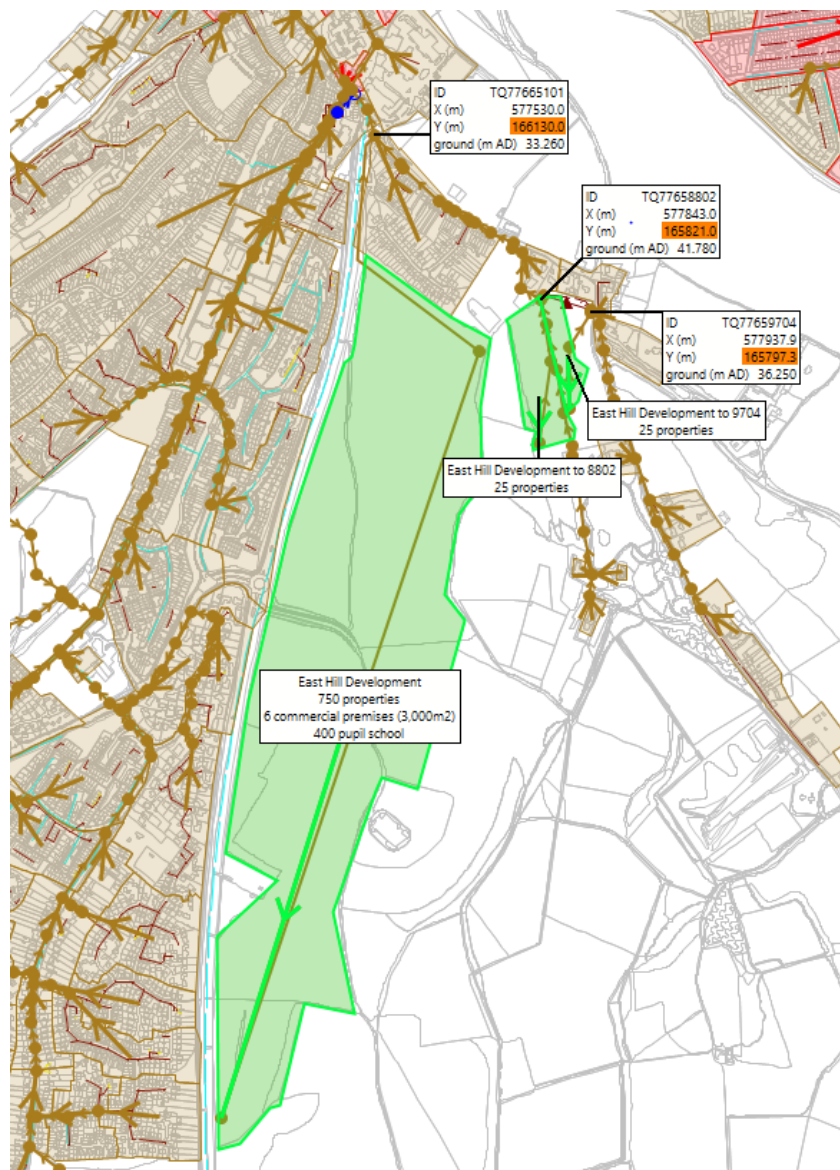 ID TQ77665101
X (m) 577530.0
Y (m) 166130.0
ground (m AD) 33.260
ID TQ77658802
X (m) 577843.0
Y (m) 165821.0
ground (m AD) 41.780
ID TQ77659704
X (m) 577937.9
Y (m) 165797.3
ground (m AD) 36.250
East Hill Development to 9704
25 properties
East Hill Development to 8802
25 properties
East Hill Development
750 properties
6 commercial premises (3,000m2)
400 pupil school